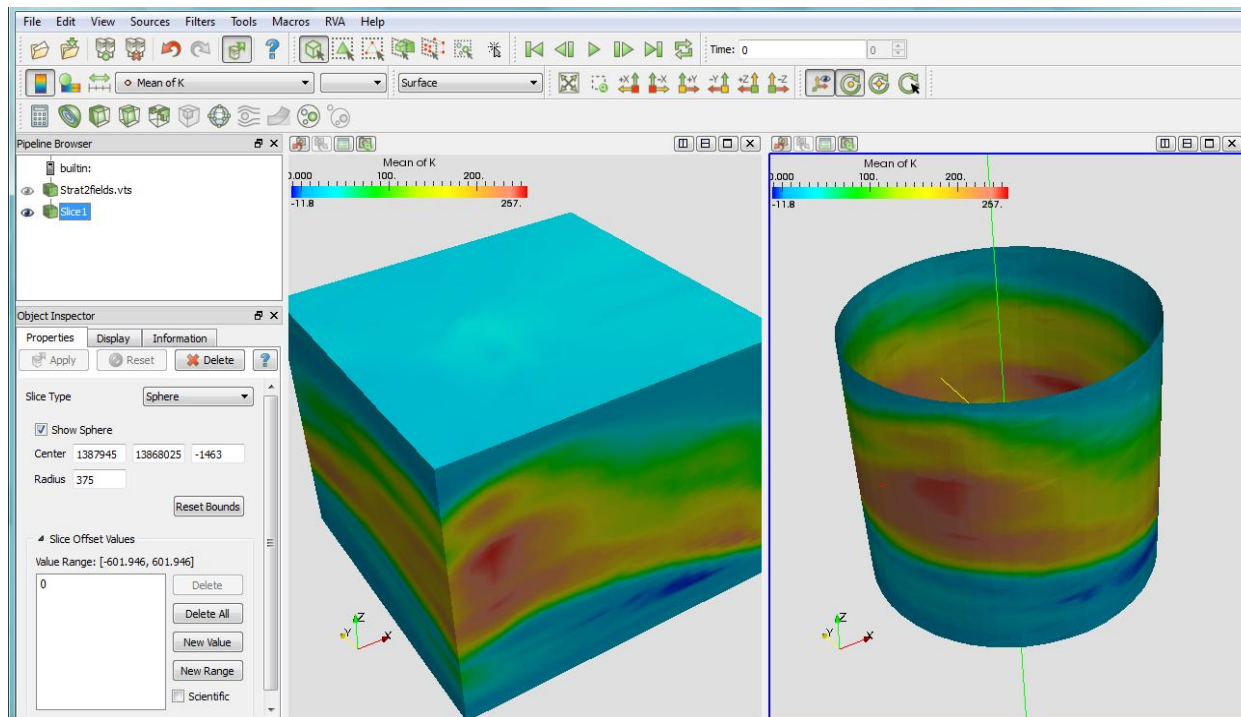 File Edit View Sources Filters Tools Macros RVA Help
Time: 0 0
Mean of K Surface
+X -X +Y -Y +Z -Z
Pipeline Browser
builtin:
Strat2fields.vts
Slice1
Object Inspector
Properties Display Information
Apply Reset Delete ?
Slice Type Sphere
Show Sphere
Center 1387945 13868025 -1463
Radius 375
Reset Bounds
Slice Offset Values
Value Range: [-601.946, 601.946]
0
Delete
Delete All
New Value
New Range
Scientific
Mean of K
0.000 100. 200.
-11.8 257.
Z
Y X
Mean of K
0.000 100. 200.
-11.8 257.
Z
Y X